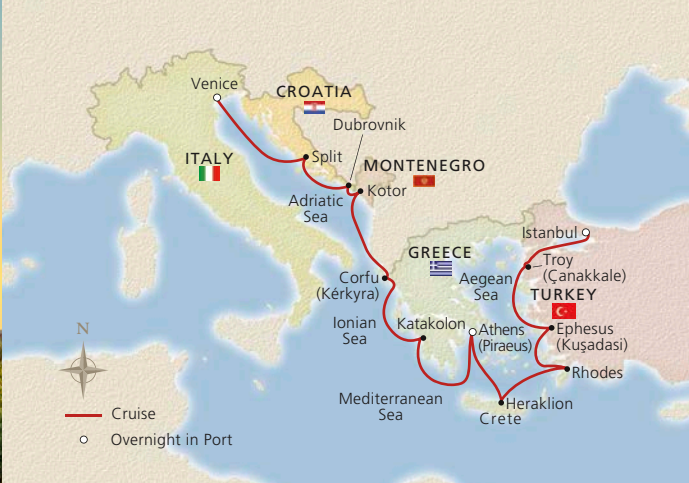 Venice
CROATIA
Dubrovnik
ITALY
Split
MONTENEGRO
Kotor
Adriatic
Sea
Istanbul
GREECE
Troy
(Çanakkale)
Corfu
(Kérkyra)
Aegean
Sea
TURKEY
Ionian
Sea
Katakolon
Athens
(Piraeus)
Ephesus
(Kuşadasi)
N
Rhodes
Mediterranean
Sea
Heraklion
Crete
Cruise
Overnight in Port